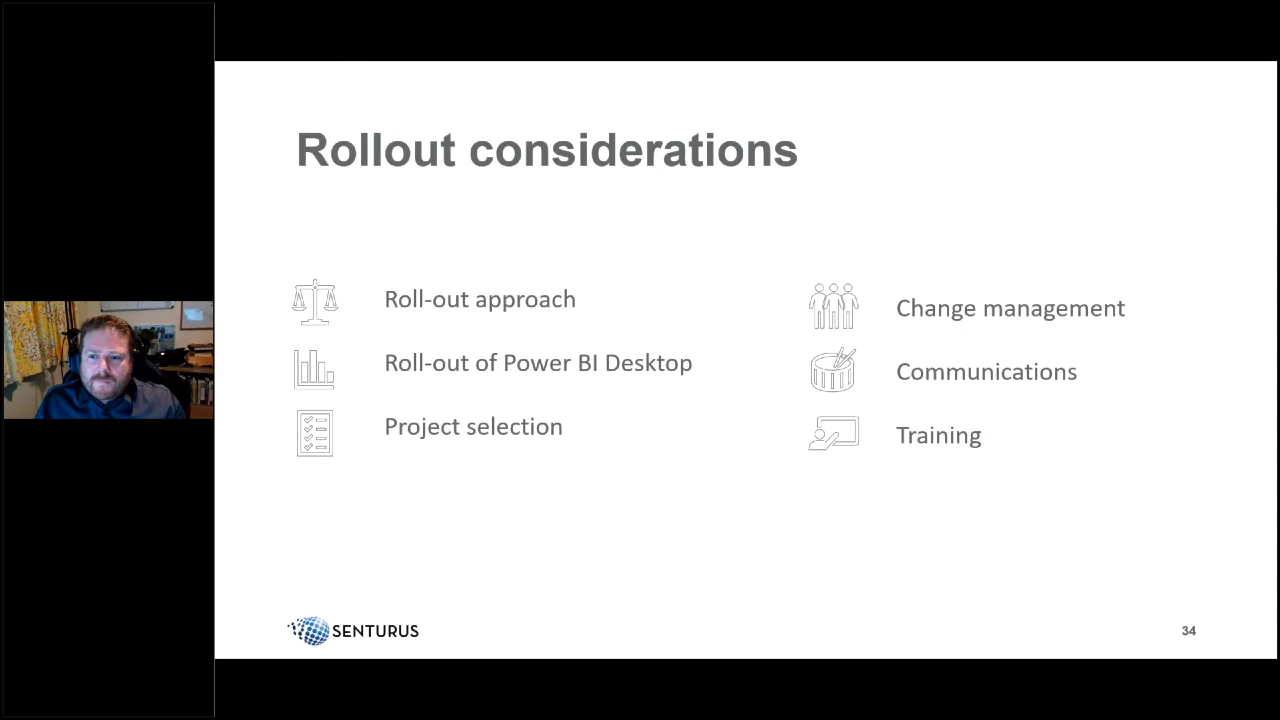 Rollout considerations
Roll-out approach
Roll-out of Power BI Desktop
Project selection
Change management
Communications
Training
SENTURUS
34